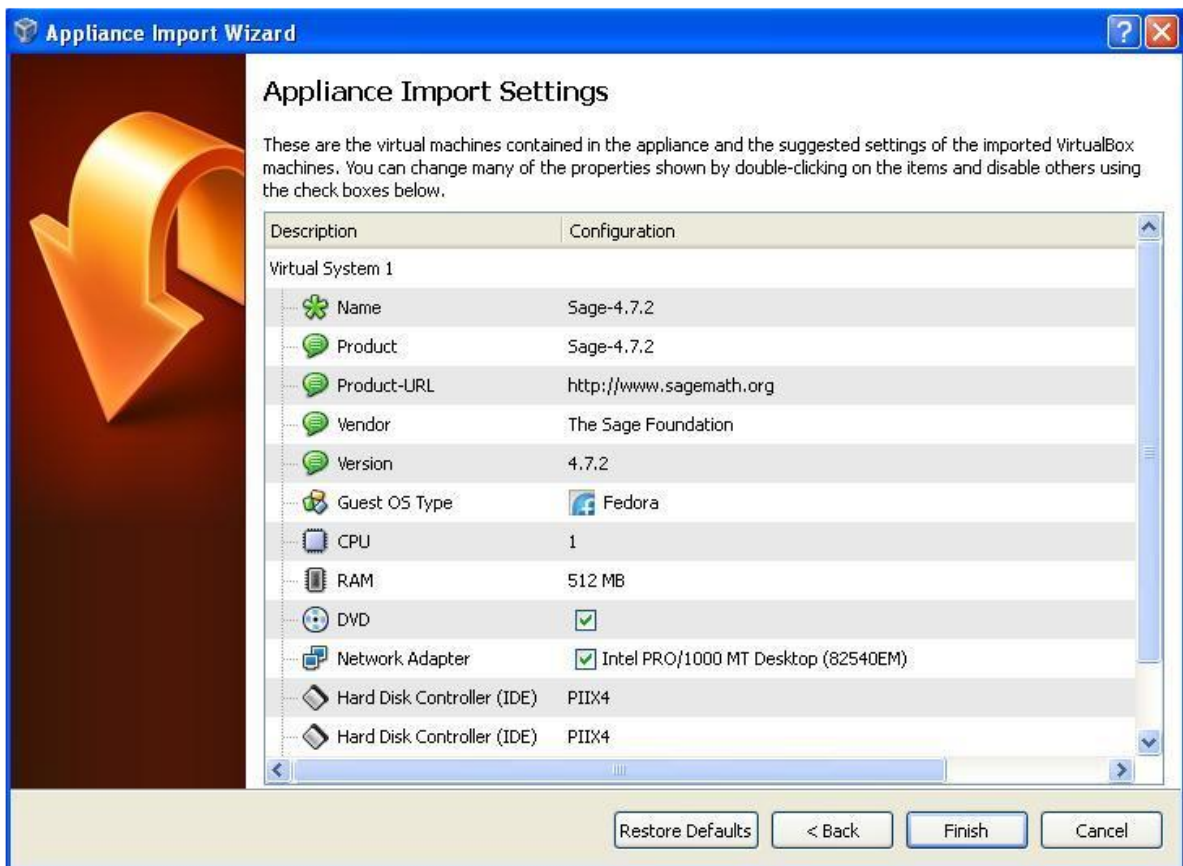 Appliance Import Wizard
Appliance Import Settings
These are the virtual machines contained in the appliance and the suggested settings of the imported VirtualBox
machines. You can change many of the properties shown by double-clicking on the items and disable others using
the check boxes below.
Description Configuration
Virtual System 1
Name Sage-4.7.2
Product Sage-4.7.2
Product-URL http://www.sagemath.org
Vendor The Sage Foundation
Version 4.7.2
Guest OS Type Fedora
CPU 1
RAM 512 MB
DVD
Network Adapter Intel PRO/1000 MT Desktop (82540EM)
Hard Disk Controller (IDE) PIIX4
Hard Disk Controller (IDE) PIIX4
Restore Defaults < Back Finish Cancel